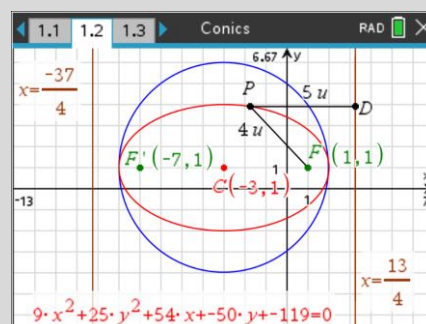 1.1 1.2 1.3 Conics RAD
6.67 y
x=-37/4
P 5 u D
4 u
F'(-7,1) C(-3,1) 1 F(1,1)
-13 1 x
x=13/4
9·x²+25·y²+54·x+-50·y+-119=0